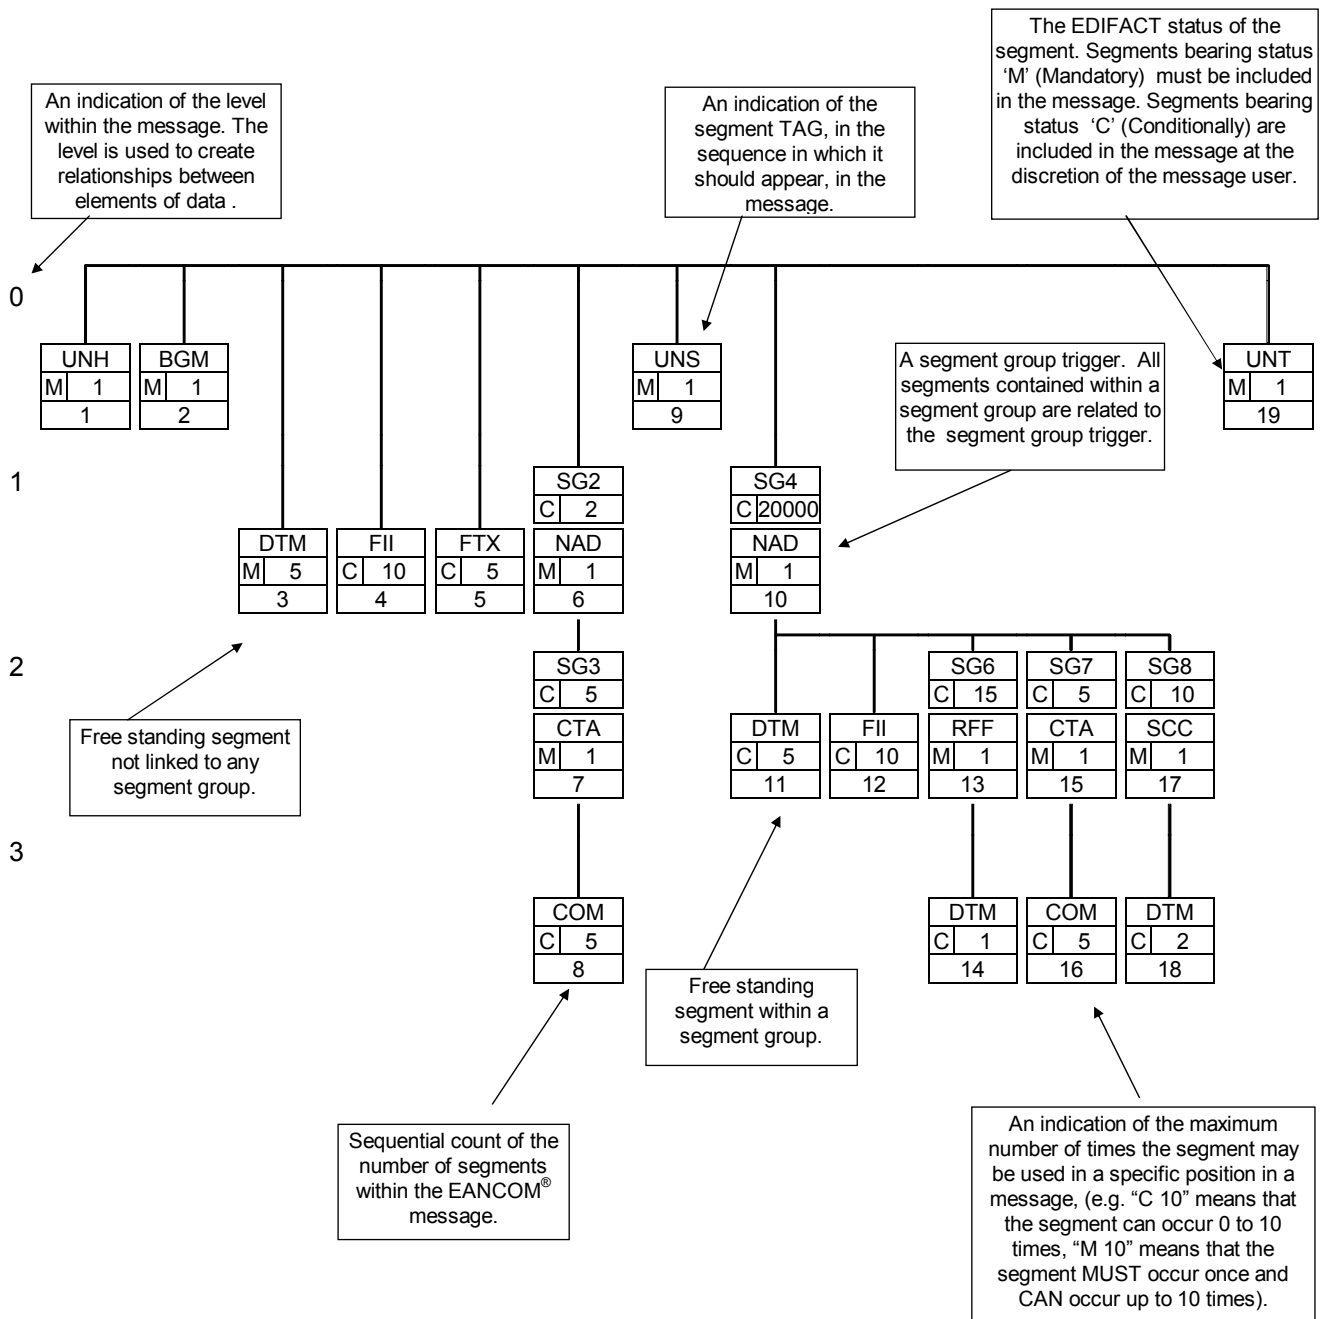 The EDIFACT status of the
segment. Segments bearing status
‘M’ (Mandatory) must be included
in the message. Segments bearing
status ‘C’ (Conditionally) are
included in the message at the
discretion of the message user.
An indication of the level
within the message. The
level is used to create
relationships between
elements of data .
An indication of the
segment TAG, in the
sequence in which it
should appear, in the
message.
0
UNH
M 1
1
BGM
M 1
2
UNS
M 1
9
A segment group trigger. All
segments contained within a
segment group are related to
the segment group trigger.
UNT
M 1
19
1
SG2
C 2
SG4
C 20000
DTM
M 5
3
FII
C 10
4
FTX
C 5
5
NAD
M 1
6
NAD
M 1
10
2
SG3
C 5
SG6
C 15
SG7
C 5
SG8
C 10
Free standing segment
not linked to any
segment group.
CTA
M 1
7
DTM
C 5
11
FII
C 10
12
RFF
M 1
13
CTA
M 1
15
SCC
M 1
17
3
COM
C 5
8
DTM
C 1
14
COM
C 5
16
DTM
C 2
18
Free standing
segment within a
segment group.
Sequential count of the
number of segments
within the EANCOM®
message.
An indication of the maximum
number of times the segment may
be used in a specific position in a
message, (e.g. “C 10” means that
the segment can occur 0 to 10
times, “M 10” means that the
segment MUST occur once and
CAN occur up to 10 times).